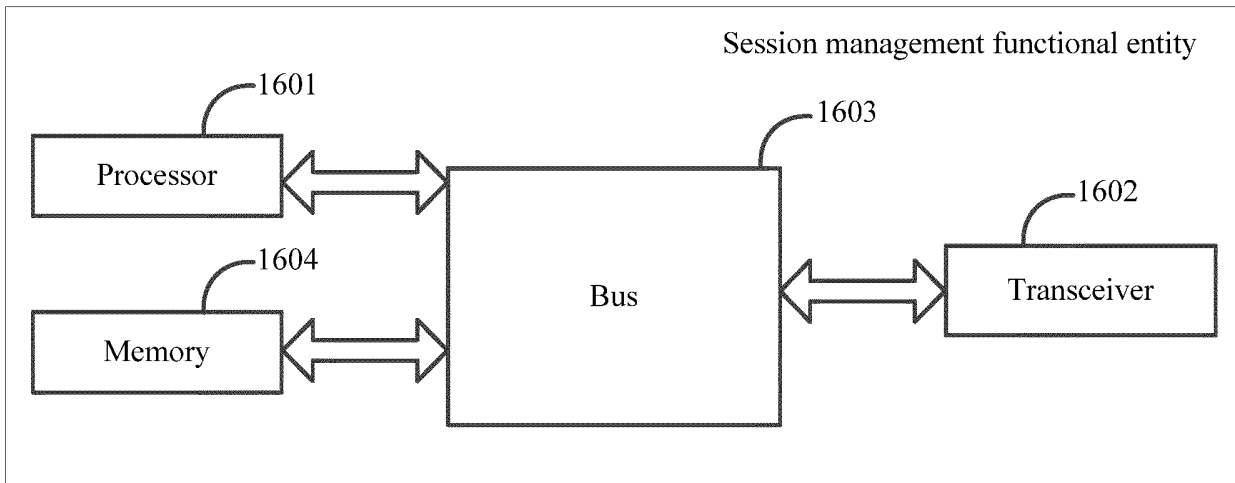 Session management functional entity
1601
1603
Processor
1602
1604
Bus
Transceiver
Memory